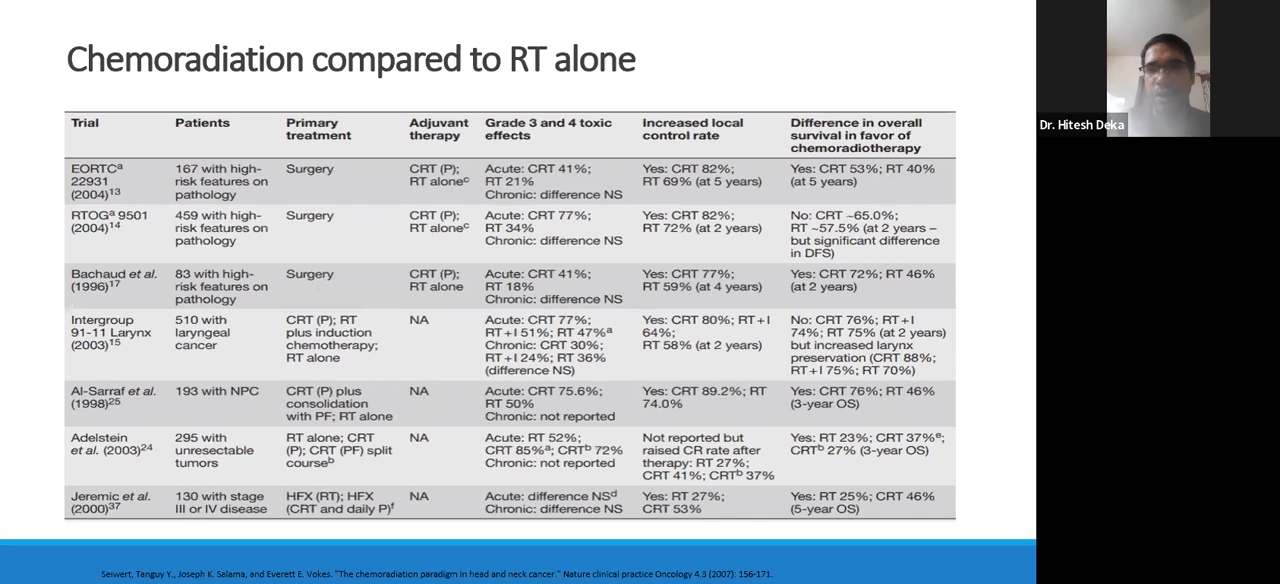 Chemoradiation compared to RT alone
Dr. Hitesh Deka
Trial Patients Primary treatment Adjuvant therapy Grade 3 and 4 toxic effects Increased local control rate Difference in overall survival in favor of chemoradiotherapy
EORTCa 22931 (2004)13 167 with high-risk features on pathology Surgery CRT (P); RT alonec Acute: CRT 41%; RT 21% Chronic: difference NS Yes: CRT 82%; RT 69% (at 5 years) Yes: CRT 53%; RT 40% (at 5 years)
RTOGa 9501 (2004)14 459 with high-risk features on pathology Surgery CRT (P); RT alonec Acute: CRT 77%; RT 34% Chronic: difference NS Yes: CRT 82%; RT 72% (at 2 years) No: CRT ~65.0%; RT ~57.5% (at 2 years – but significant difference in DFS)
Bachaud et al. (1996)17 83 with high-risk features on pathology Surgery CRT (P); RT alone Acute: CRT 41%; RT 18% Chronic: difference NS Yes: CRT 77%; RT 59% (at 4 years) Yes: CRT 72%; RT 46% (at 2 years)
Intergroup 91-11 Larynx (2003)15 510 with laryngeal cancer CRT (P); RT plus induction chemotherapy; RT alone NA Acute: CRT 77%; RT+I 51%; RT 47%a Chronic: CRT 30%; RT+I 24%; RT 36% (difference NS) Yes: CRT 80%; RT+I 64%; RT 58% (at 2 years) No: CRT 76%; RT+I 74%; RT 75% (at 2 years) but increased larynx preservation (CRT 88%; RT+I 75%; RT 70%)
Al-Sarraf et al. (1998)25 193 with NPC CRT (P) plus consolidation with PF; RT alone NA Acute: CRT 75.6%; RT 50% Chronic: not reported Yes: CRT 89.2%; RT 74.0% Yes: CRT 76%; RT 46% (3-year OS)
Adelstein et al. (2003)24 295 with unresectable tumors RT alone; CRT (P); CRT (PF) split courseb NA Acute: RT 52%; CRT 85%a; CRTb 72% Chronic: not reported Not reported but raised CR rate after therapy: RT 27%; CRT 41%; CRTb 37% Yes: RT 23%; CRT 37%e; CRTb 27% (3-year OS)
Jeremic et al. (2000)37 130 with stage III or IV disease HFX (RT); HFX (CRT and daily P)f NA Acute: difference NSd Chronic: difference NS Yes: RT 27%; CRT 53% Yes: RT 25%; CRT 46% (5-year OS)
Seiwert, Tanguy Y., Joseph K. Salama, and Everett E. Vokes. "The chemoradiation paradigm in head and neck cancer." Nature clinical practice Oncology 4.3 (2007): 156-171.